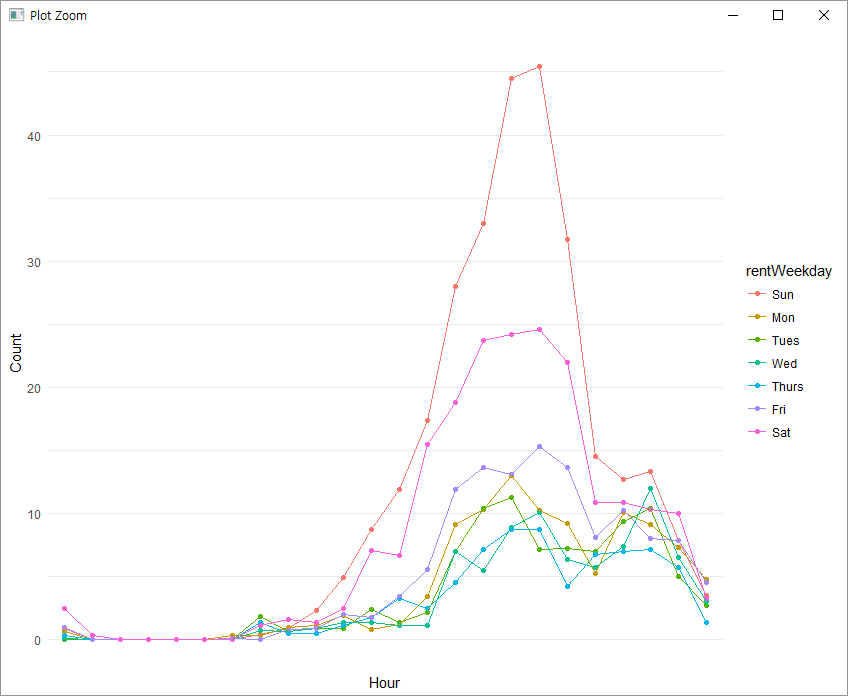 Plot Zoom
40
30
20
10
0
Count
Hour
rentWeekday
Sun
Mon
Tues
Wed
Thurs
Fri
Sat